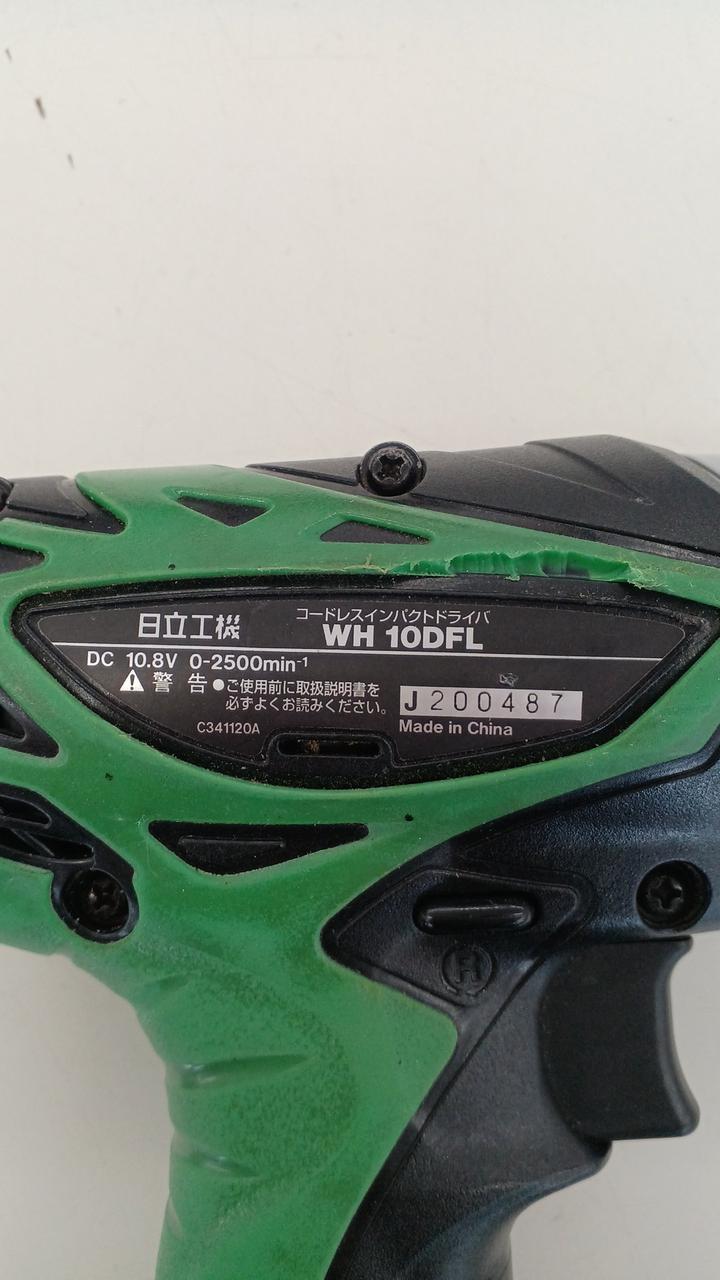 日立工機
コードレスインパクトドライバ
WH 10DFL
DC 10.8V 0-2500min⁻¹
警告 ●ご使用前に取扱説明書を
必ずよくお読みください。
J200487
C341120A
Made in China
R